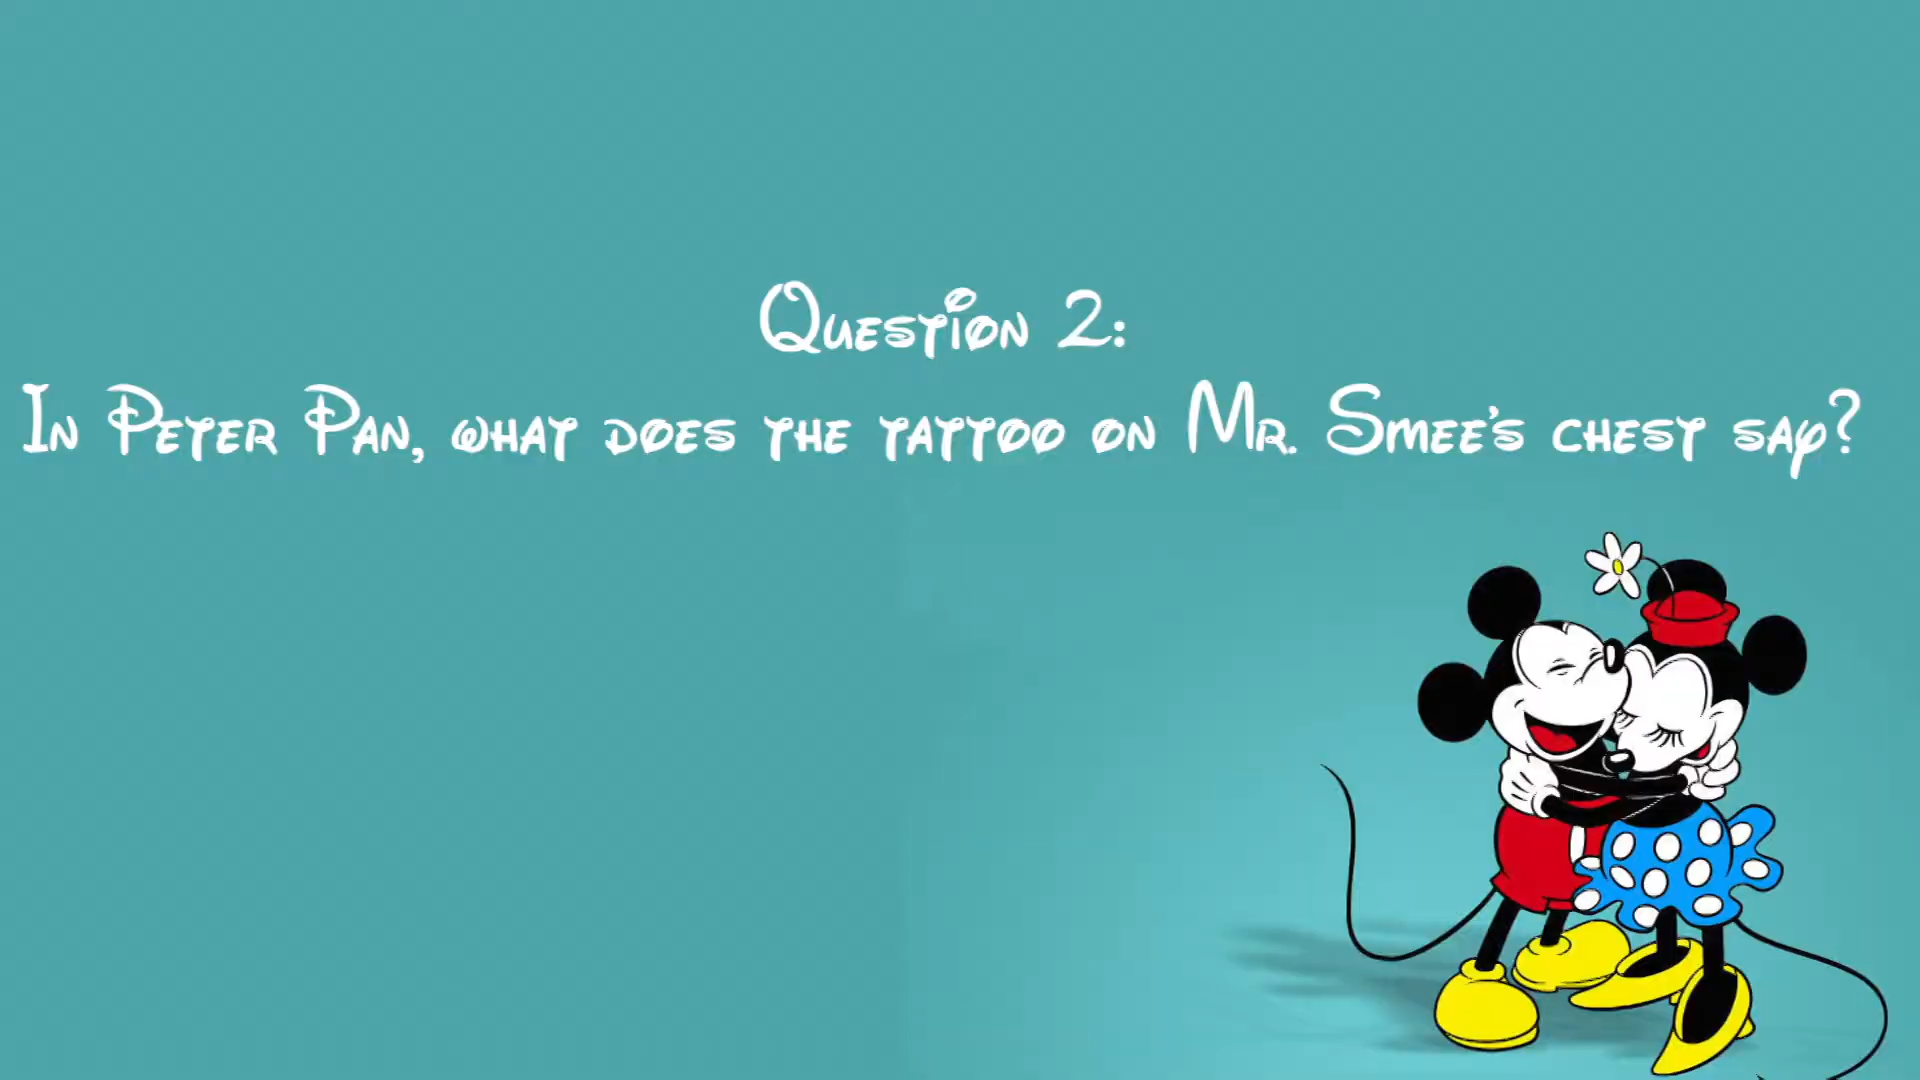 Question 2:
In Peter Pan, what does the tattoo on Mr. Smee's chest say?